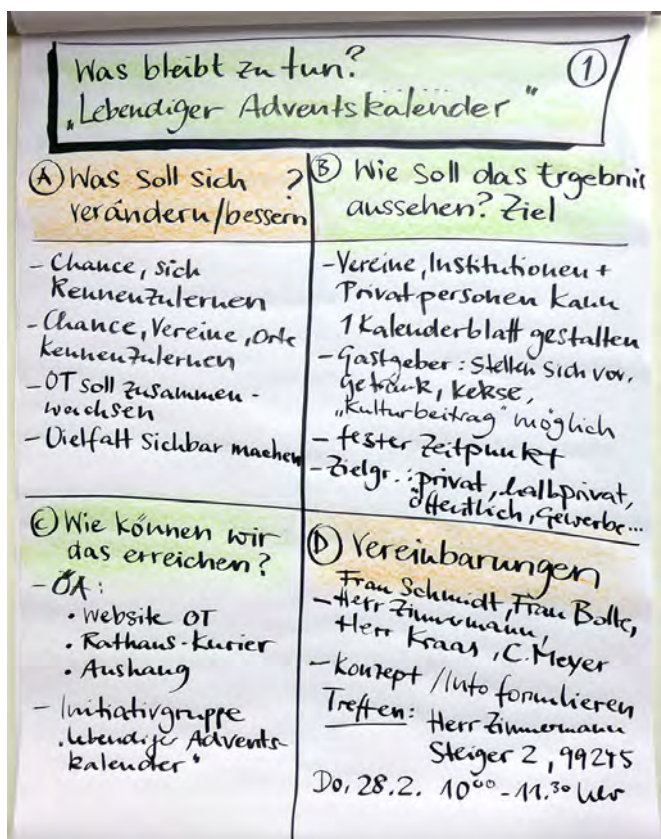 Was bleibt zu tun? ①
„Lebendiger Adventskalender"
Ⓐ Was soll sich ?
verändern/bessern
- Chance, sich
kennenzulernen
- Chance, Vereine, Orte
kennenzulernen
- OT soll zusammen-
wachsen
- Vielfalt sichbar machen
Ⓑ Wie soll das Ergebnis
aussehen? Ziel
- Vereine, Institutionen +
Privatpersonen kann
1 Kalenderblatt gestalten
- Gastgeber: stellen sich vor,
Getränk, Kekse,
„Kulturbeitrag" möglich
- fester Zeitpunkt
- Zielgr.: privat, halbprivat,
öffentlich, Gewerbe...
Ⓒ Wie können wir
das erreichen?
- ÖA:
• Website OT
• Rathaus-Kurier
• Aushang
- Initiativgruppe
„Lebendiger Advents-
kalender"
Ⓓ Vereinbarungen
Frau Schmidt, Frau Bolle,
- Herr Zimmermann,
Herr Kraas, C. Meyer
- Konzept / Info formulieren
Treffen: Herr Zimmermann
Steiger 2, 99245
Do, 28.2. 10⁰⁰ - 11.³⁰ Uhr